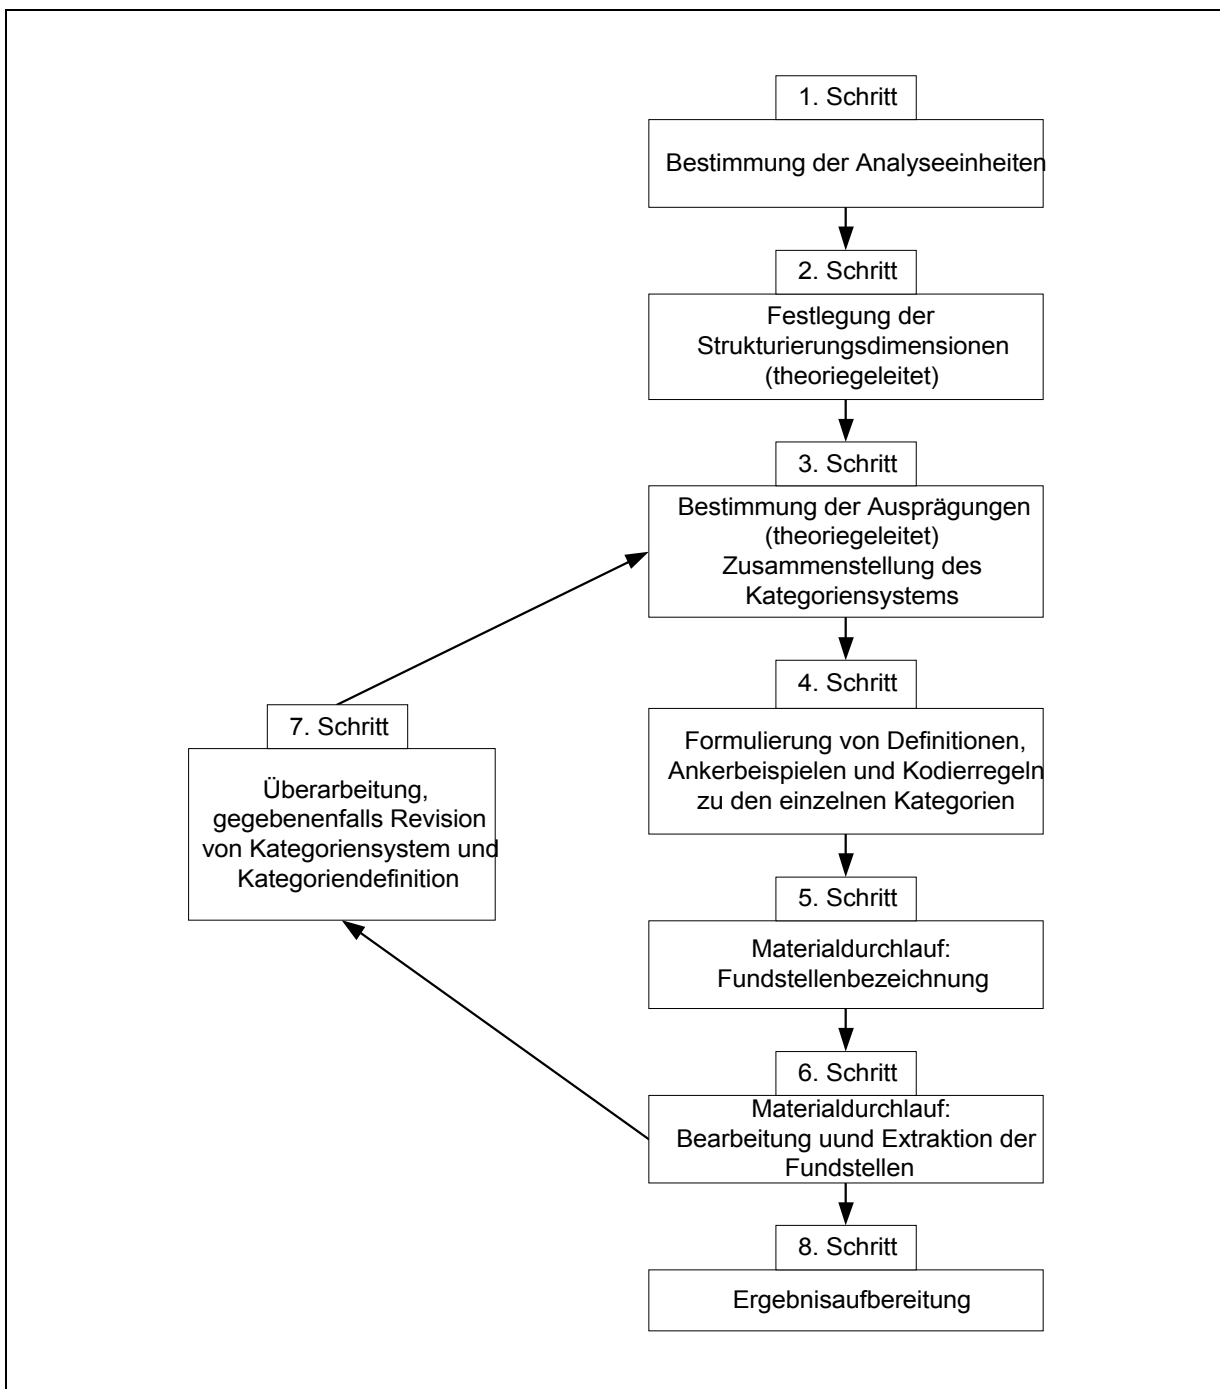 1. Schritt
Bestimmung der Analyseeinheiten
2. Schritt
Festlegung der
Strukturierungsdimensionen
(theoriegeleitet)
3. Schritt
Bestimmung der Ausprägungen
(theoriegeleitet)
Zusammenstellung des
Kategoriensystems
4. Schritt
Formulierung von Definitionen,
Ankerbeispielen und Kodierregeln
zu den einzelnen Kategorien
5. Schritt
Materialdurchlauf:
Fundstellenbezeichnung
6. Schritt
Materialdurchlauf:
Bearbeitung uund Extraktion der
Fundstellen
7. Schritt
Überarbeitung,
gegebenenfalls Revision
von Kategoriensystem und
Kategoriendefinition
8. Schritt
Ergebnisaufbereitung